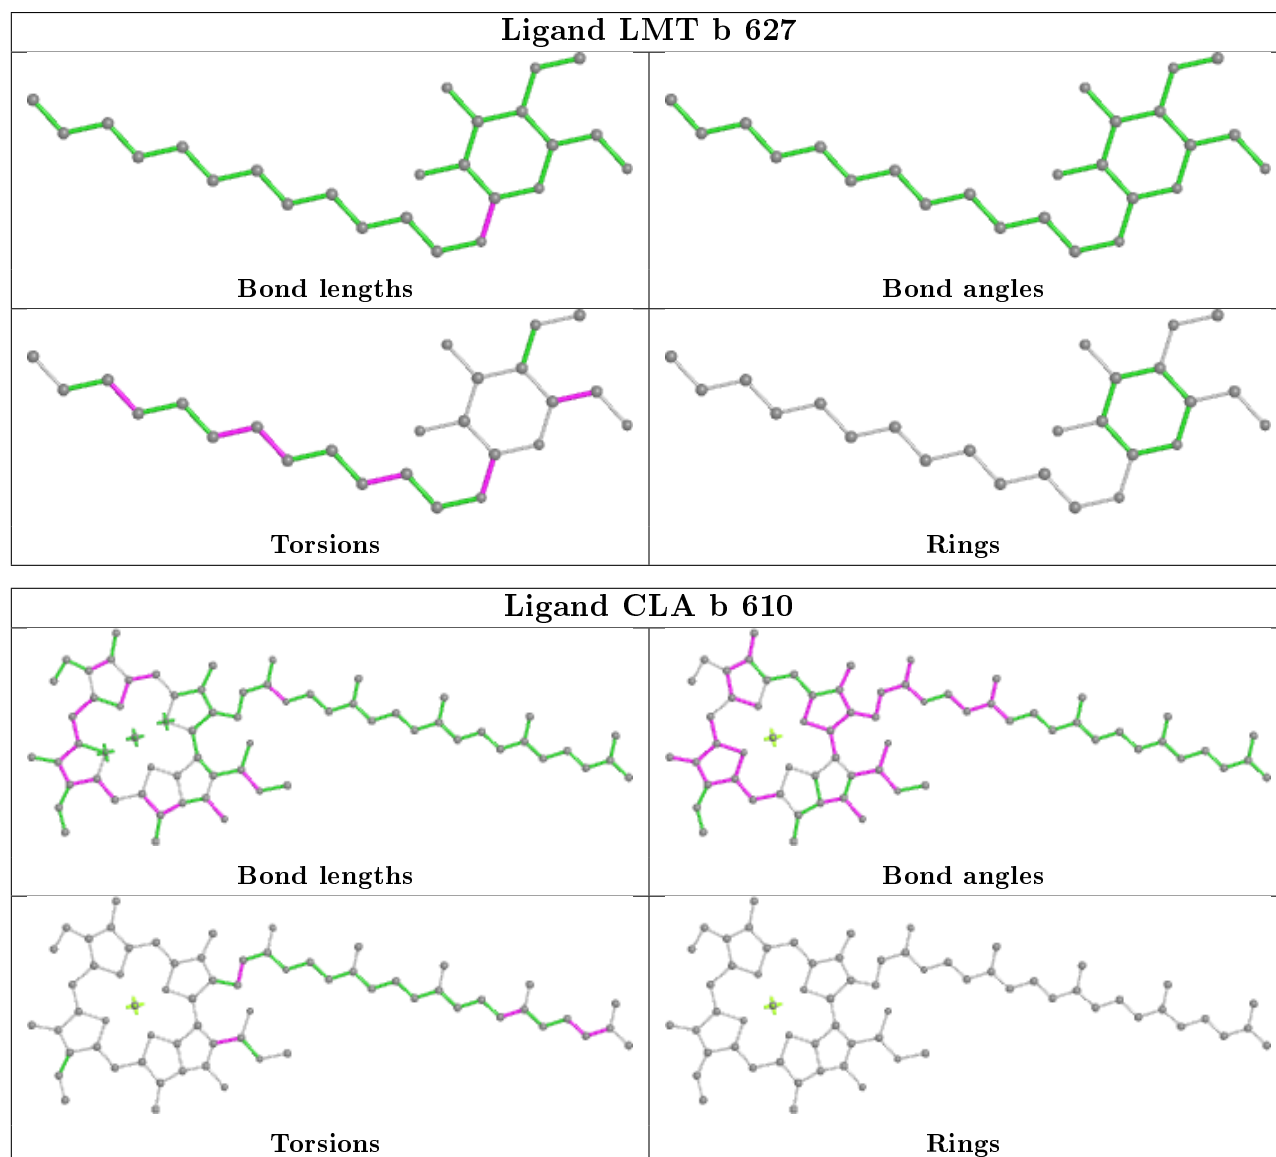 Ligand LMT b 627
Bond lengths
Bond angles
Torsions
Rings
Ligand CLA b 610
Bond lengths
Bond angles
Torsions
Rings